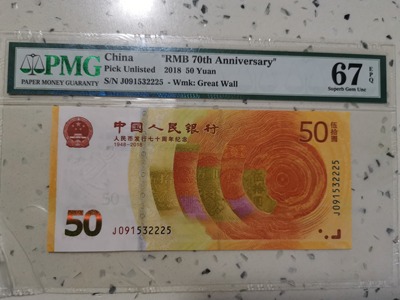 PMG
PAPER MONEY GUARANTY
China "RMB 70th Anniversary"
Pick Unlisted 2018 50 Yuan
S/N J091532225 - Wmk: Great Wall
67 EPQ
Superb Gem Unc
中国人民银行
人民币发行七十周年纪念
1948-2018
50 伍拾圆
J091532225
50
J091532225